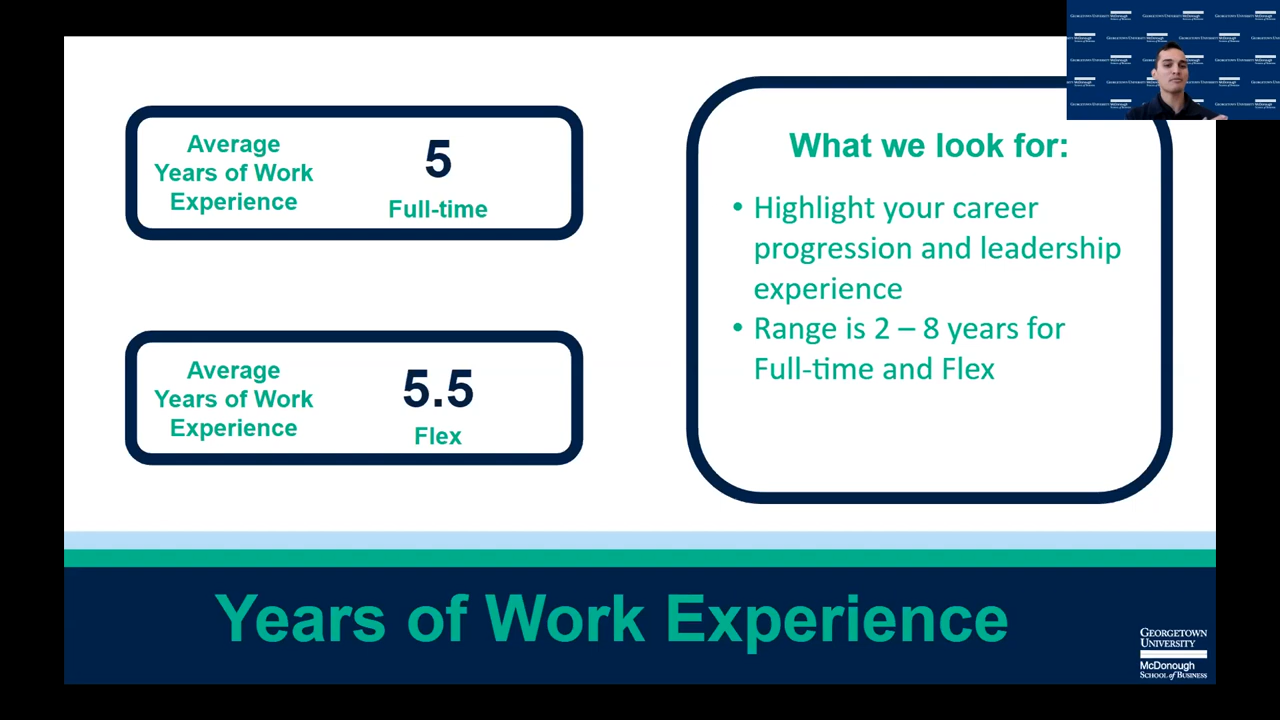 Average
Years of Work
Experience
5
Full-time
Average
Years of Work
Experience
5.5
Flex
What we look for:
• Highlight your career
progression and leadership
experience
• Range is 2 – 8 years for
Full-time and Flex
Years of Work Experience
GEORGETOWN
UNIVERSITY
McDonough
SCHOOL of BUSINESS